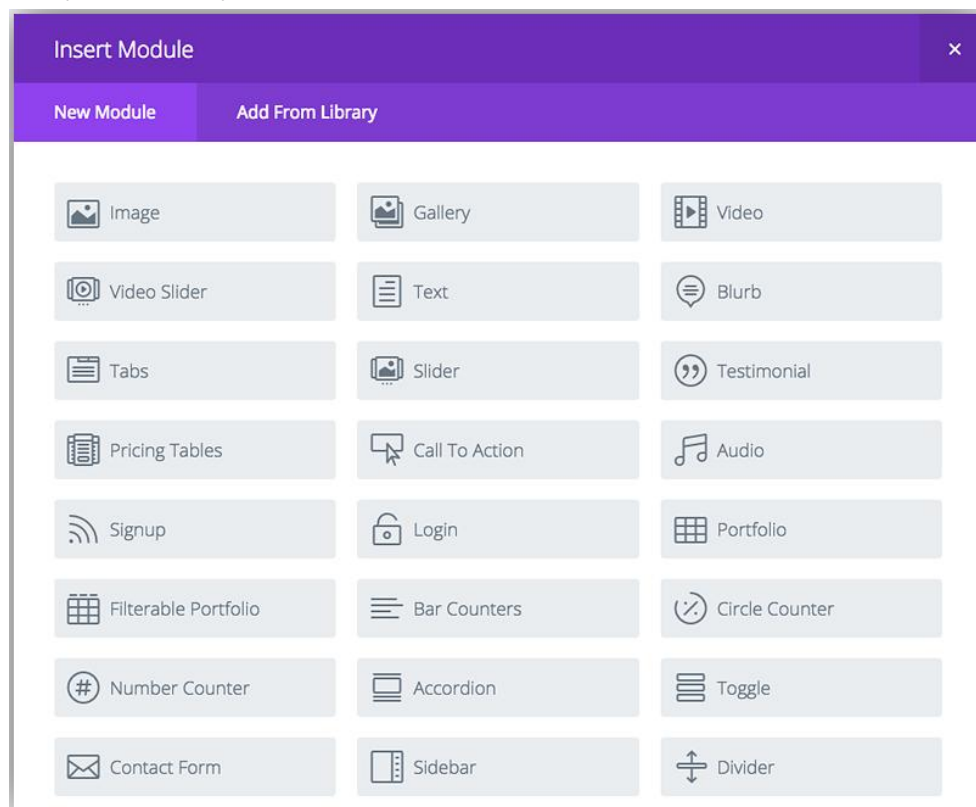 Insert Module ×
New Module Add From Library
Image Gallery Video
Video Slider Text Blurb
Tabs Slider Testimonial
Pricing Tables Call To Action Audio
Signup Login Portfolio
Filterable Portfolio Bar Counters Circle Counter
Number Counter Accordion Toggle
Contact Form Sidebar Divider